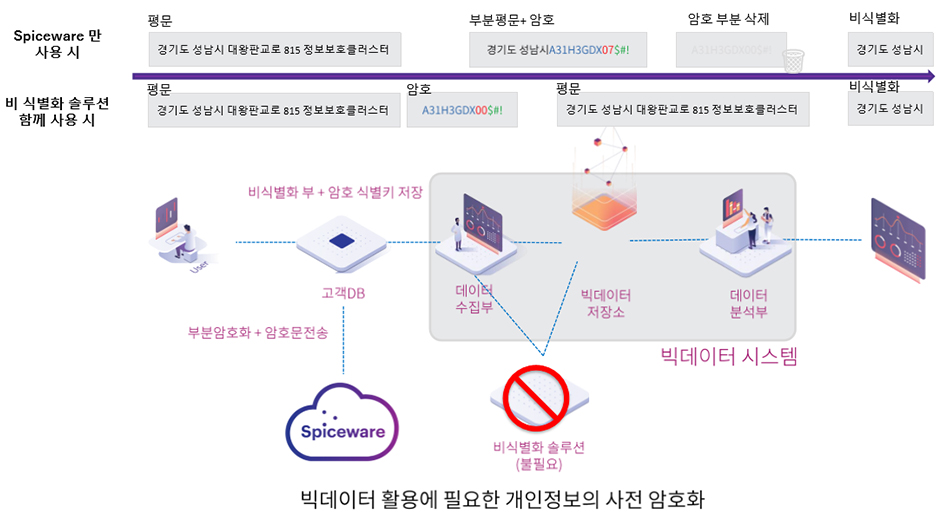 Spiceware 만
사용 시
평문
경기도 성남시 대왕판교로 815 정보보호클러스터
부분평문+ 암호
경기도 성남시A31H3GDX07$#!
암호 부분 삭제
A31H3GDX00$#!
비식별화
경기도 성남시
비 식별화 솔루션
함께 사용 시
평문
경기도 성남시 대왕판교로 815 정보보호클러스터
암호
A31H3GDX00$#!
평문
경기도 성남시 대왕판교로 815 정보보호클러스터
비식별화
경기도 성남시
비식별화 부 + 암호 식별키 저장
User
고객DB
데이터
수집부
빅데이터
저장소
데이터
분석부
부분암호화 + 암호문전송
빅데이터 시스템
Spiceware
비식별화 솔루션
(불필요)
빅데이터 활용에 필요한 개인정보의 사전 암호화